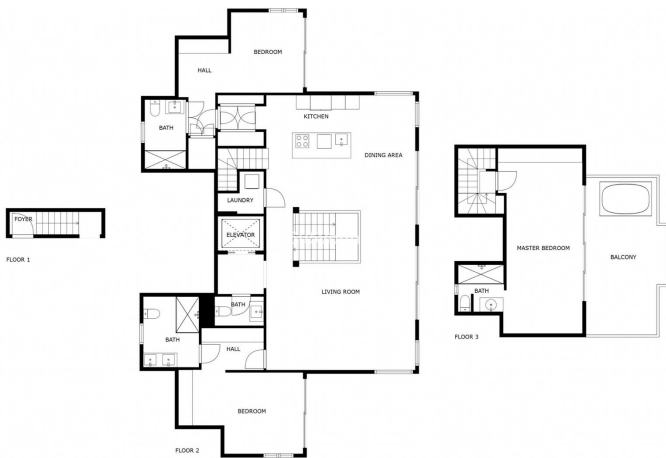 FOYER
FLOOR 1
BEDROOM
HALL
BATH
KITCHEN
DINING AREA
LAUNDRY
ELEVATOR
LIVING ROOM
BATH
BATH
HALL
BEDROOM
FLOOR 2
MASTER BEDROOM
BALCONY
BATH
FLOOR 3